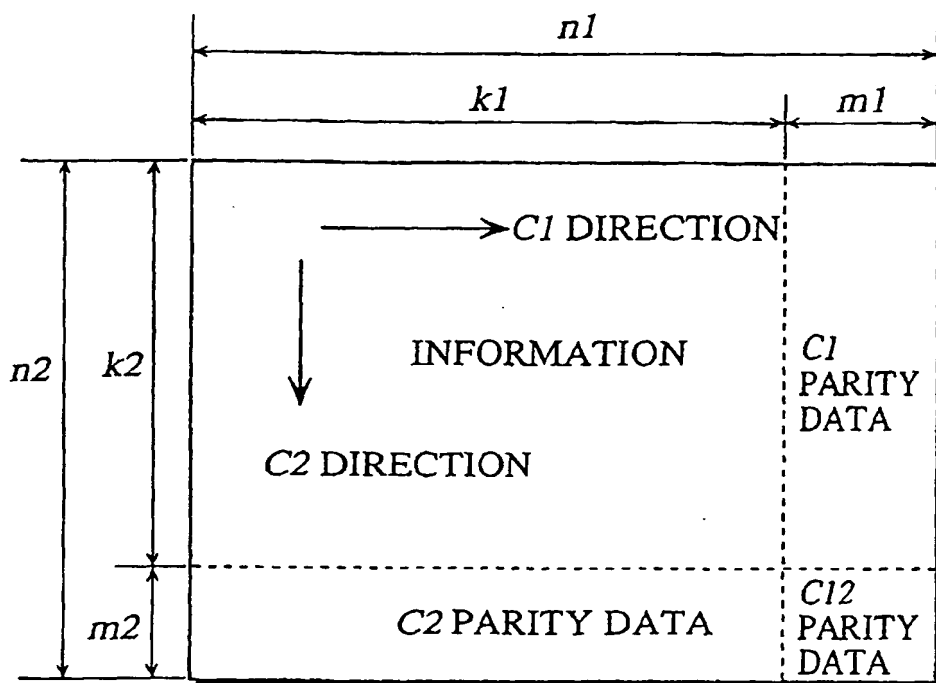 n1
k1
m1
C1 DIRECTION
n2
k2
INFORMATION
C1
PARITY
DATA
C2 DIRECTION
m2
C2 PARITY DATA
C12
PARITY
DATA